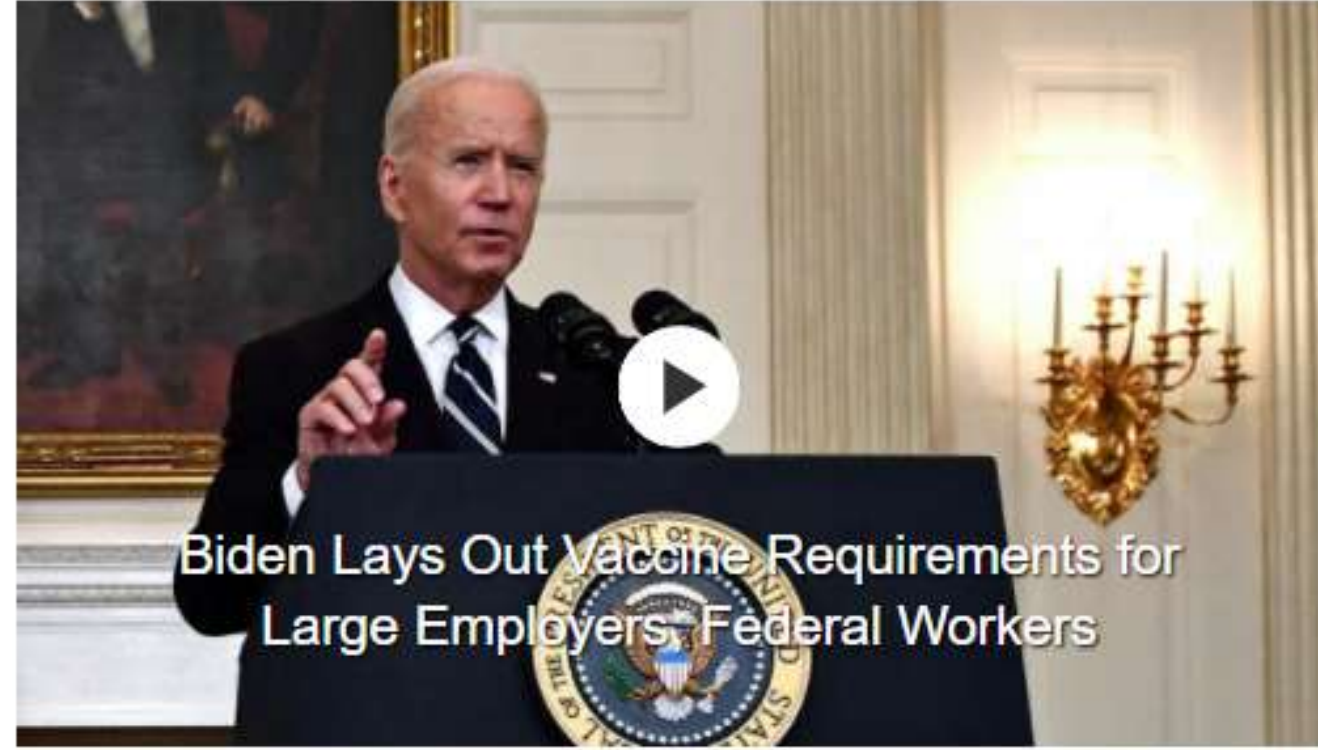 Biden Lays Out Vaccine Requirements for
Large Employers, Federal Workers